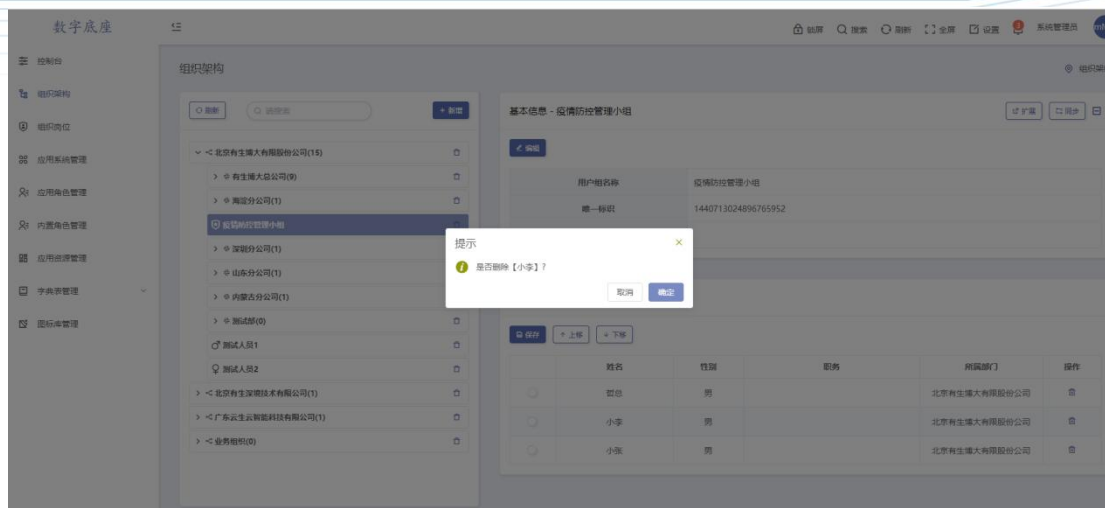 数字底座
锁屏 搜索 刷新 全屏 设置 2 系统管理员
控制台
组织架构
组织岗位
应用系统管理
应用角色管理
内置角色管理
应用资源管理
字典表管理
图标库管理
组织架构
刷新 请搜索 + 新增
北京有生博大有限股份公司(15)
有生博大总公司(9)
海淀分公司(1)
疫情防控管理小组
深圳分公司(1)
山东分公司(1)
内蒙古分公司(1)
测试部(0)
测试人员1
测试人员2
北京有生深境技术有限公司(1)
广东云生云智能科技有限公司(1)
业务组织(0)
基本信息 - 疫情防控管理小组
编辑
用户组名称 疫情防控管理小组
唯一标识 1440713024896765952
提示
是否删除【小李】?
取消 确定
保存 上移 下移
姓名 性别 职务 所属部门 操作
哲总 男 北京有生博大有限股份公司
小李 男 北京有生博大有限股份公司
小张 男 北京有生博大有限股份公司